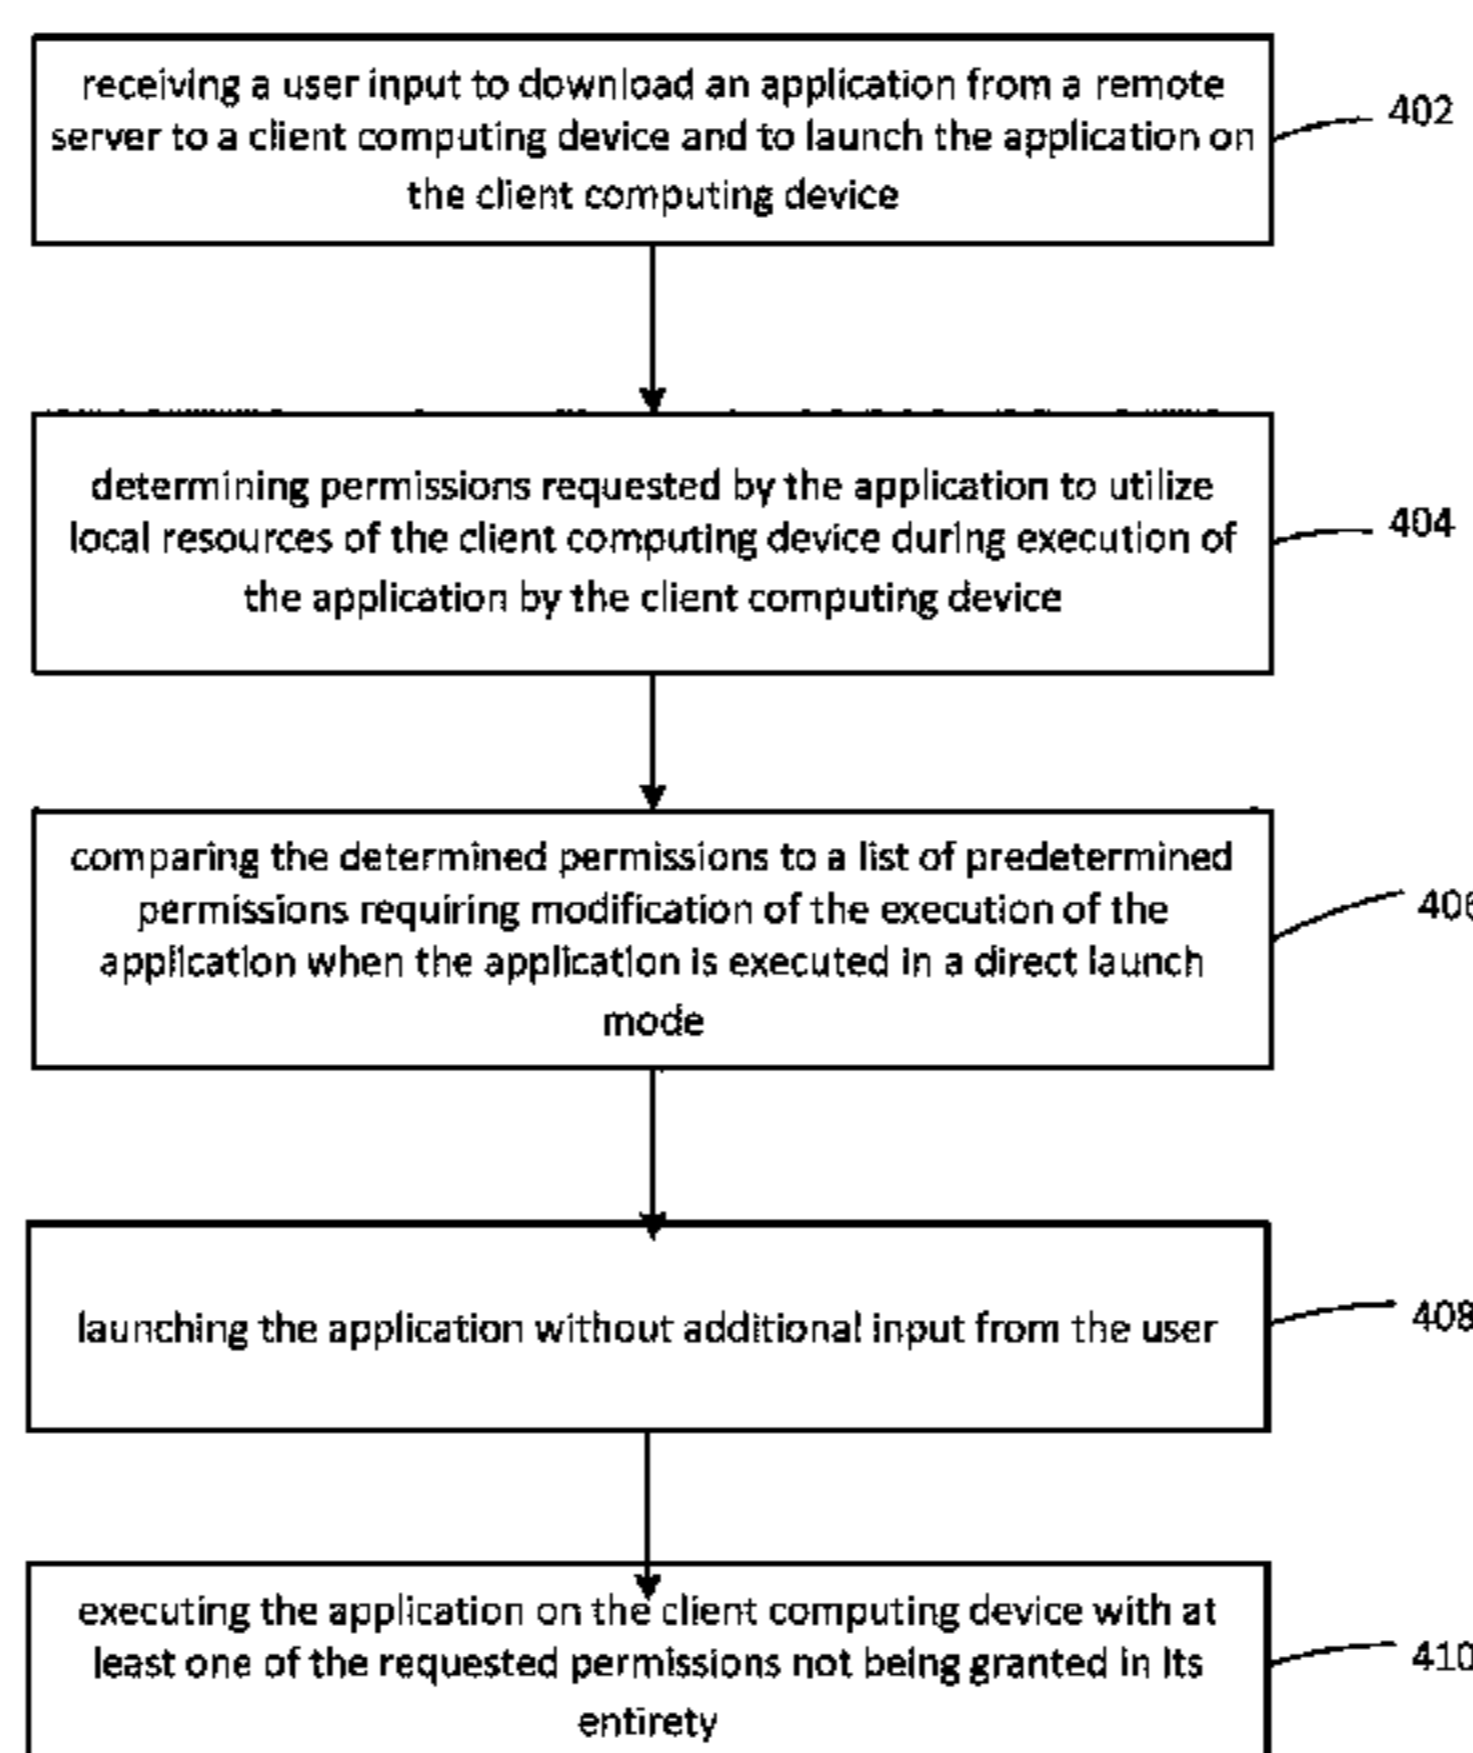 receiving a user input to download an application from a remote
402
server to a client computing device and to launch the application on
the client computing device
determining permissions requested by the application to utilize
404
local resources of the client computing device during execution of
the application by the client computing device
comparing the determined permissions to a list of predetermined
406
permissions requiring modification of the execution of the
application when the application is executed in a direct launch
mode
launching the application without additional input from the user
408
executing the application on the client computing device with at
least one of the requested permissions not being granted in its
410
entirety